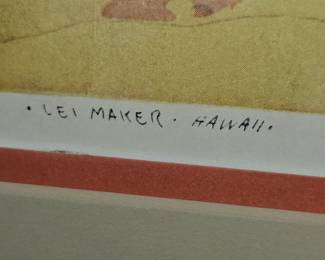 · LEI MAKER · HAWAII ·